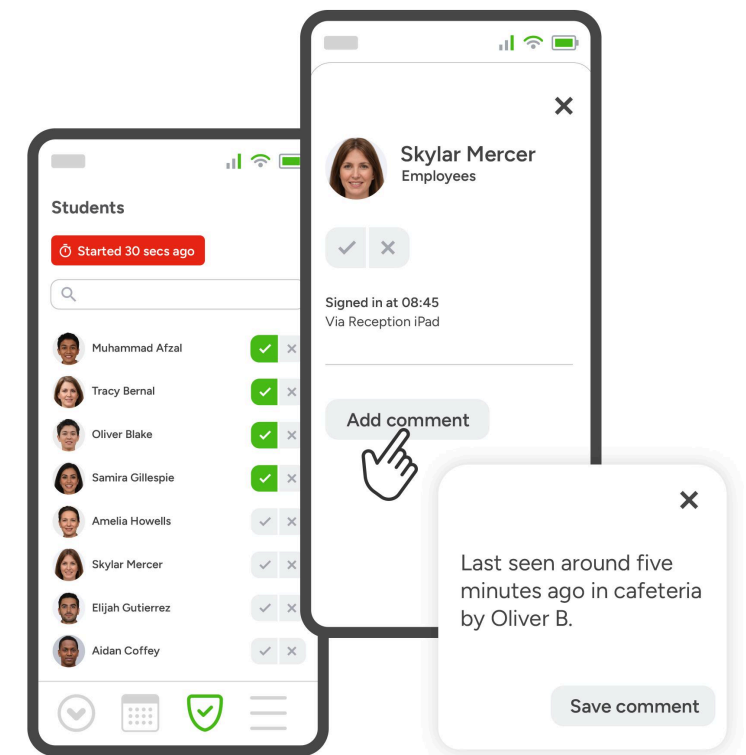 Students
Started 30 secs ago
Muhammad Afzal
Tracy Bernal
Oliver Blake
Samira Gillespie
Amelia Howells
Skylar Mercer
Elijah Gutierrez
Aidan Coffey
Skylar Mercer
Employees
Signed in at 08:45
Via Reception iPad
Add comment
Last seen around five
minutes ago in cafeteria
by Oliver B.
Save comment